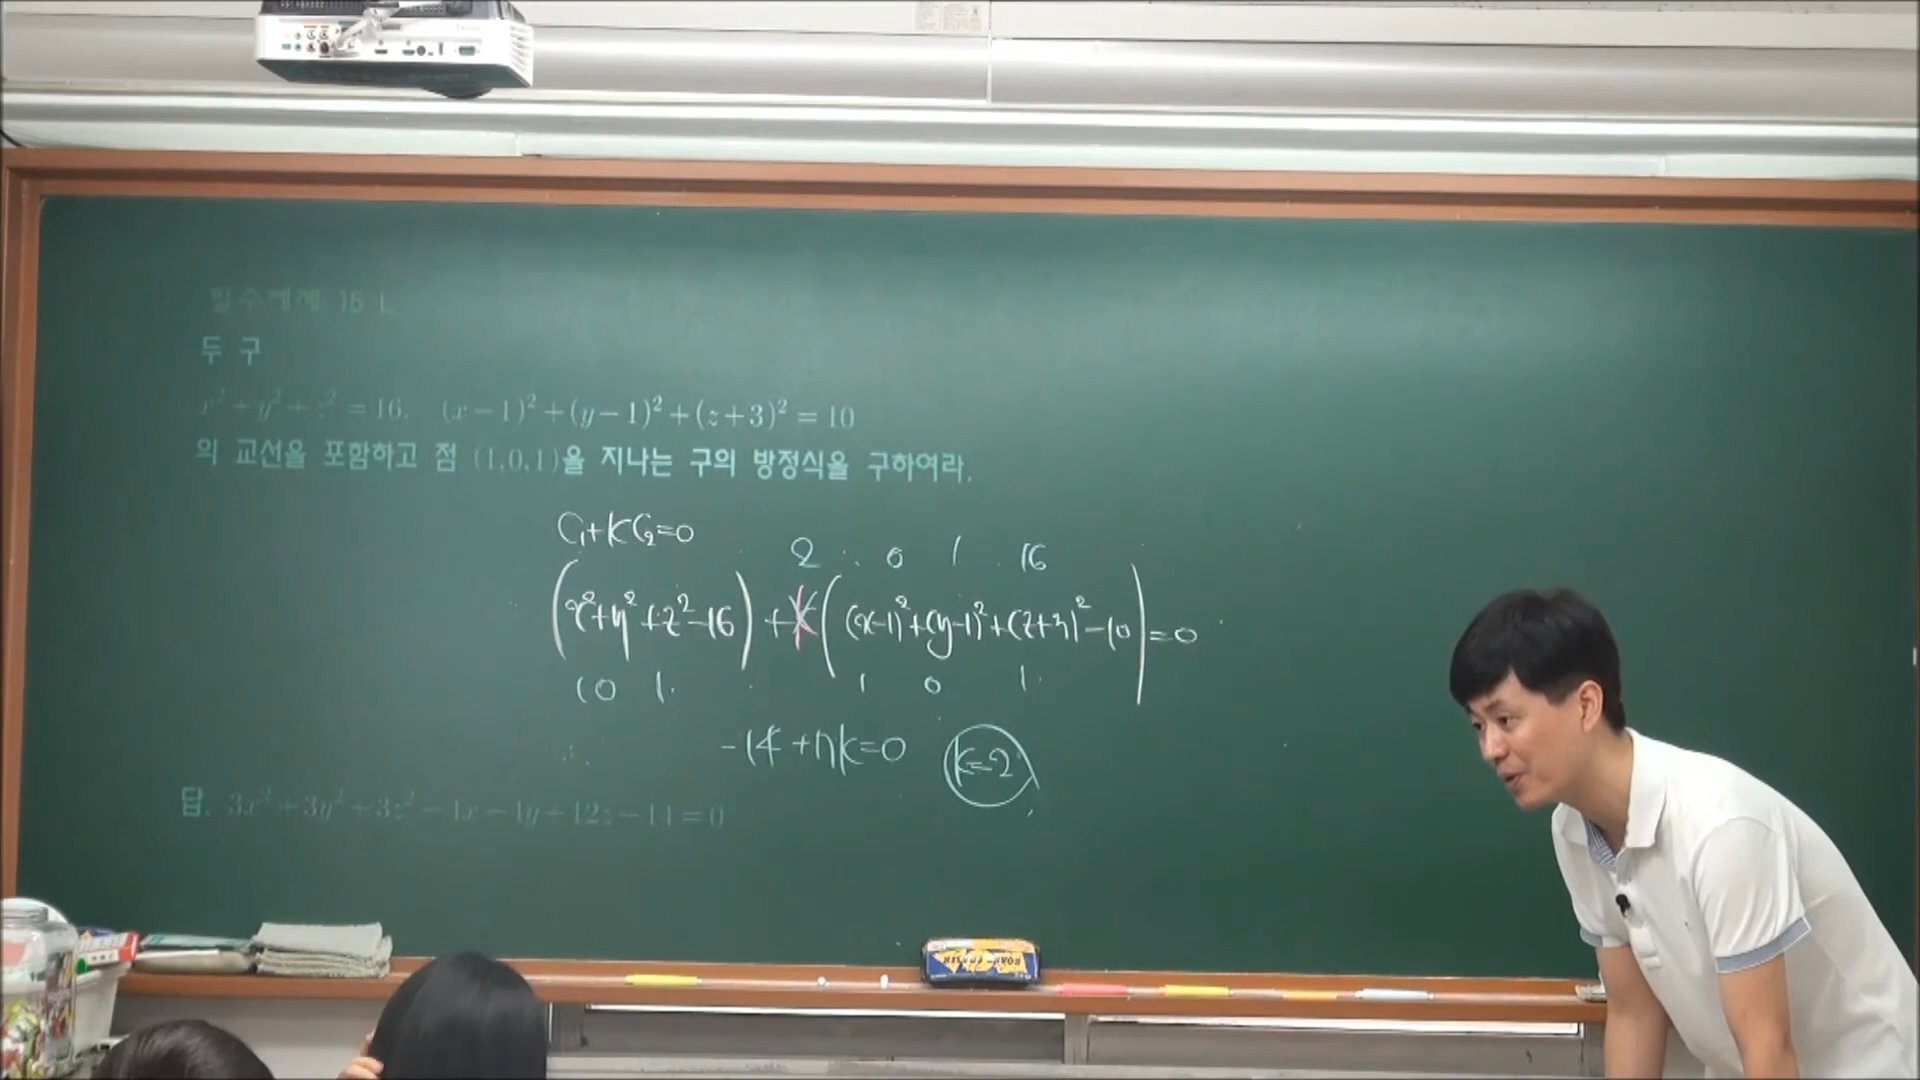 필수예제 15-1
두 구
x² + y² + z² = 16, (x − 1)² + (y − 1)² + (z + 3)² = 10
의 교선을 포함하고 점 (1,0,1)을 지나는 구의 방정식을 구하여라.
C₁+KC₂=0
2 0 1 16
(x²+y²+z²-16)+K((x-1)²+(y-1)²+(z+3)²-10)=0
1 0 1 1 0 1
-14+7K=0 K=2
답. 3x² + 3y² + 3z² − 4x − 4y + 12z − 14 = 0